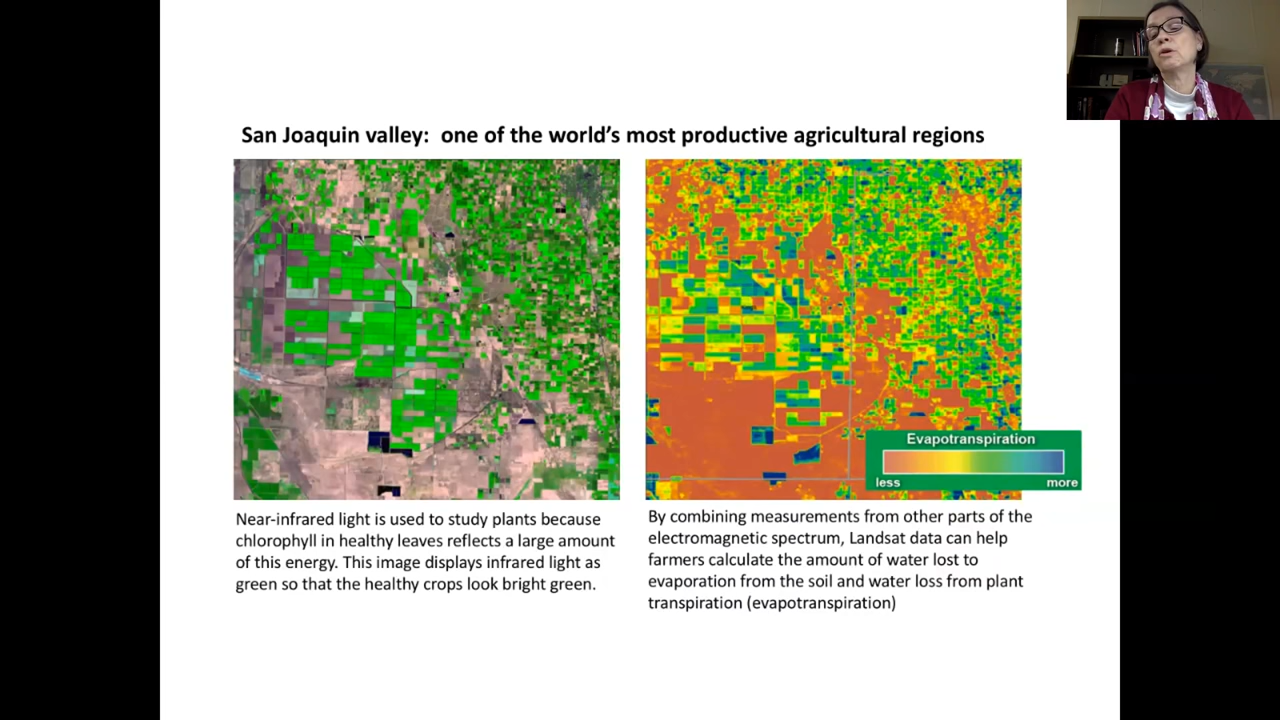 San Joaquin valley:  one of the world's most productive agricultural regions
Near-infrared light is used to study plants because
chlorophyll in healthy leaves reflects a large amount
of this energy. This image displays infrared light as
green so that the healthy crops look bright green.
Evapotranspiration
less more
By combining measurements from other parts of the
electromagnetic spectrum, Landsat data can help
farmers calculate the amount of water lost to
evaporation from the soil and water loss from plant
transpiration (evapotranspiration)